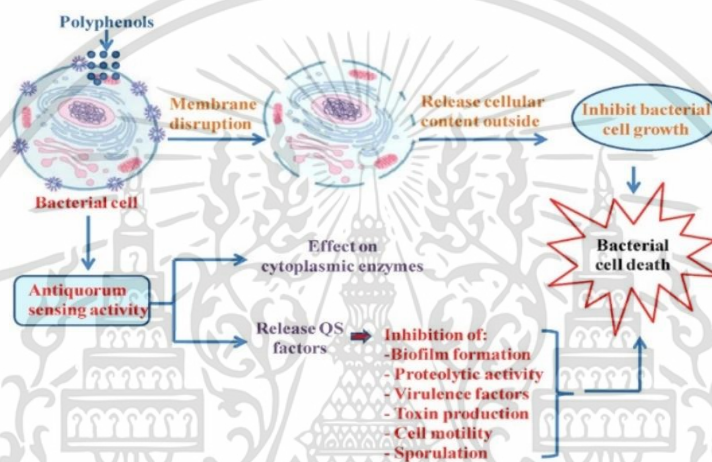 Polyphenols
Membrane
disruption
Release cellular
content outside
Inhibit bacterial
cell growth
Bacterial cell
Bacterial
cell death
Effect on
cytoplasmic enzymes
Antiquorum
sensing activity
Release QS
factors
Inhibition of:
-Biofilm formation
- Proteolytic activity
- Virulence factors
- Toxin production
- Cell motility
- Sporulation